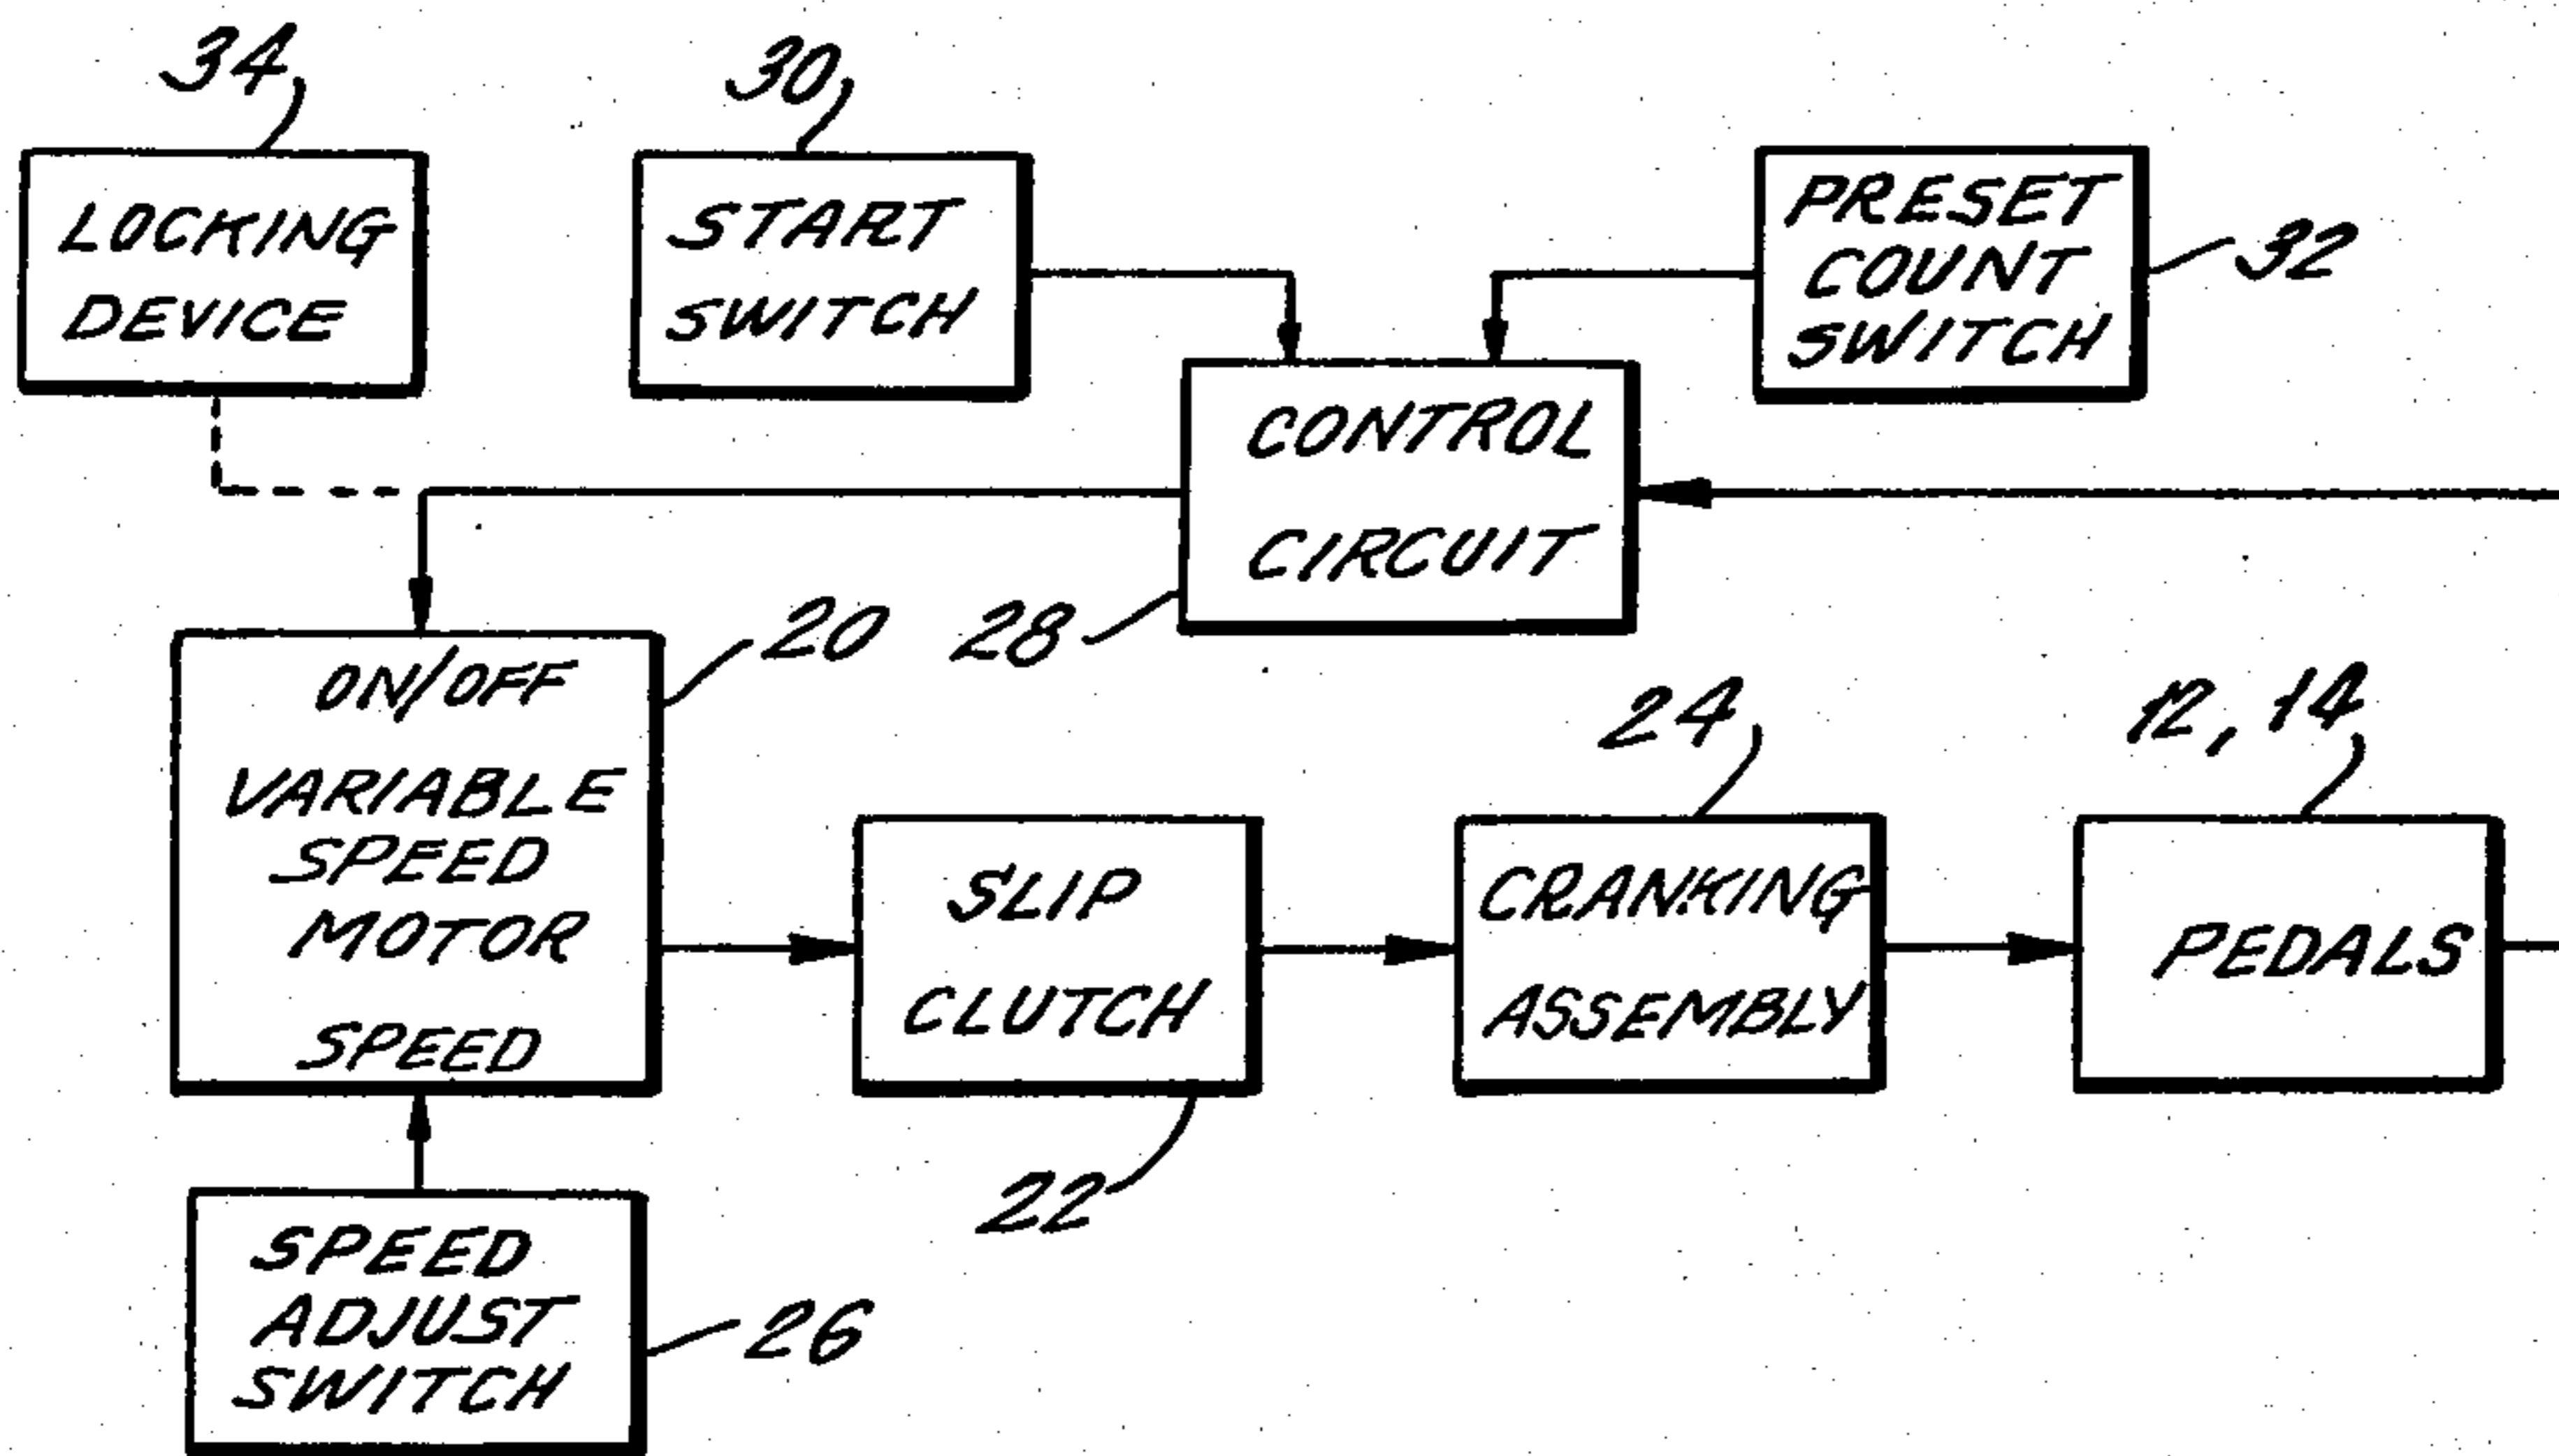 34
30
LOCKING
DEVICE
START
SWITCH
PRESET
COUNT
SWITCH
32
CONTROL
CIRCUIT
28
ON/OFF
VARIABLE
SPEED
MOTOR
SPEED
20
24
12, 14
SLIP
CLUTCH
22
CRANKING
ASSEMBLY
PEDALS
SPEED
ADJUST
SWITCH
26